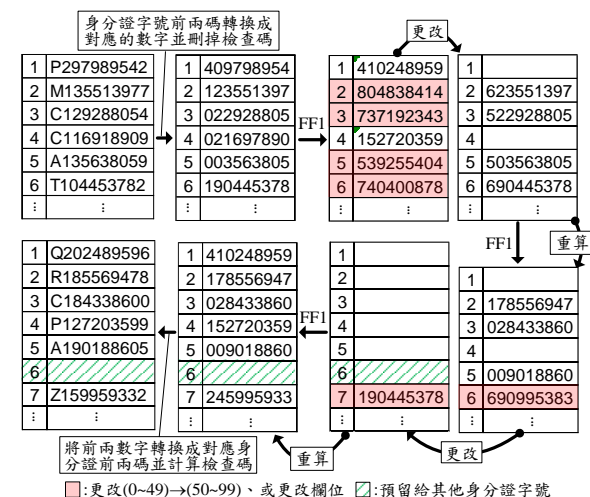 身分證字號前兩碼轉換成
對應的數字並刪掉檢查碼
更改
1 P297989542
2 M135513977
3 C129288054
4 C116918909
5 A135638059
6 T104453782
⋮ ⋮
1 409798954
2 123551397
3 022928805
4 021697890
5 003563805
6 190445378
⋮ ⋮
FF1
1 410248959
2 804838414
3 737192343
4 152720359
5 539255404
6 740400878
⋮ ⋮
1
2 623551397
3 522928805
4
5 503563805
6 690445378
⋮ ⋮
FF1
重算
1 Q202489596
2 R185569478
3 C184338600
4 P127203599
5 A190188605
6
7 Z159959332
⋮ ⋮
1 410248959
2 178556947
3 028433860
4 152720359
5 009018860
6
7 245995933
⋮ ⋮
FF1
1
2
3
4
5
6
7 190445378
⋮ ⋮
1
2 178556947
3 028433860
4
5 009018860
6 690995383
⋮ ⋮
將前兩數字轉換成對應身
分證前兩碼並計算檢查碼
重算
更改
:更改(0~49)→(50~99)、或更改欄位 :預留給其他身分證字號